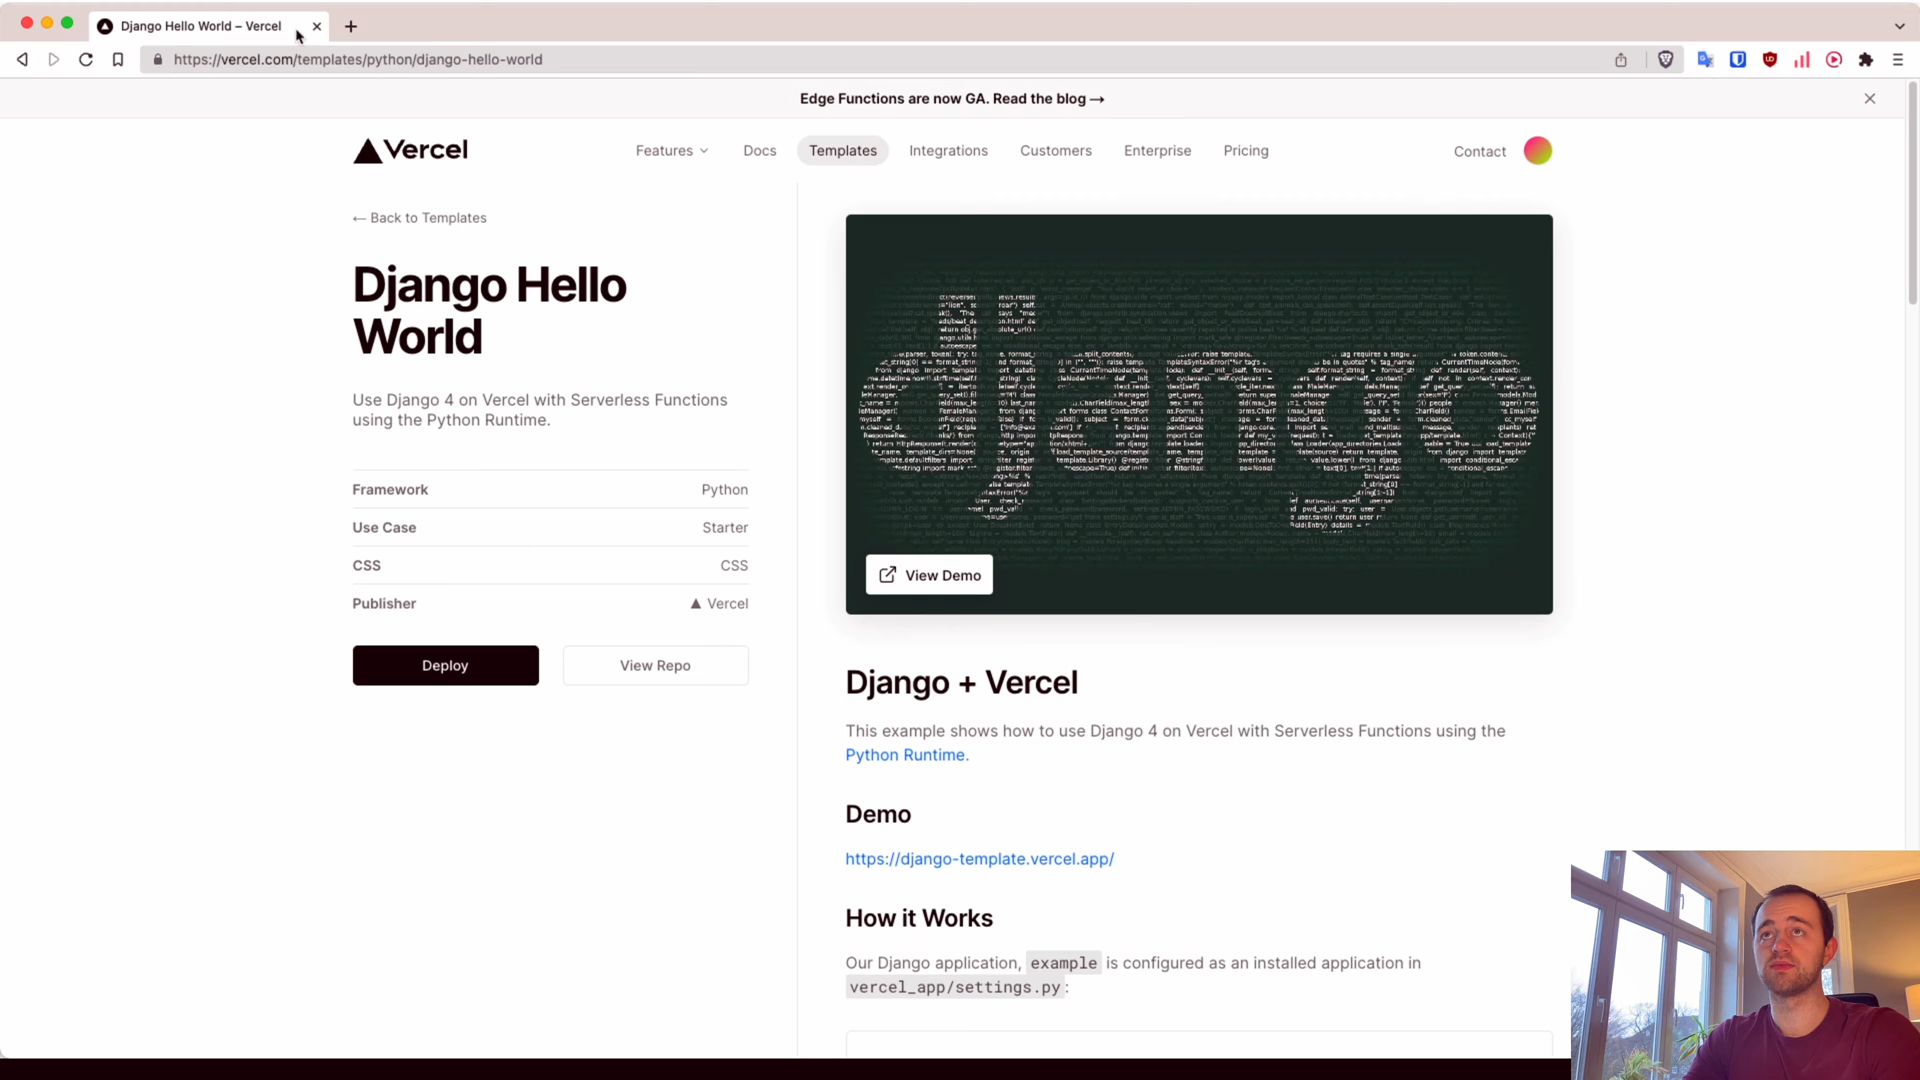 Django Hello World – Vercel
https://vercel.com/templates/python/django-hello-world
Edge Functions are now GA. Read the blog →
Vercel
Features
Docs
Templates
Integrations
Customers
Enterprise
Pricing
Contact
← Back to Templates
Django Hello
World
Use Django 4 on Vercel with Serverless Functions
using the Python Runtime.
Framework
Python
Use Case
Starter
CSS
CSS
Publisher
▲ Vercel
Deploy
View Repo
django
View Demo
Django + Vercel
This example shows how to use Django 4 on Vercel with Serverless Functions using the
Python Runtime.
Demo
https://django-template.vercel.app/
How it Works
Our Django application, example is configured as an installed application in
vercel_app/settings.py: